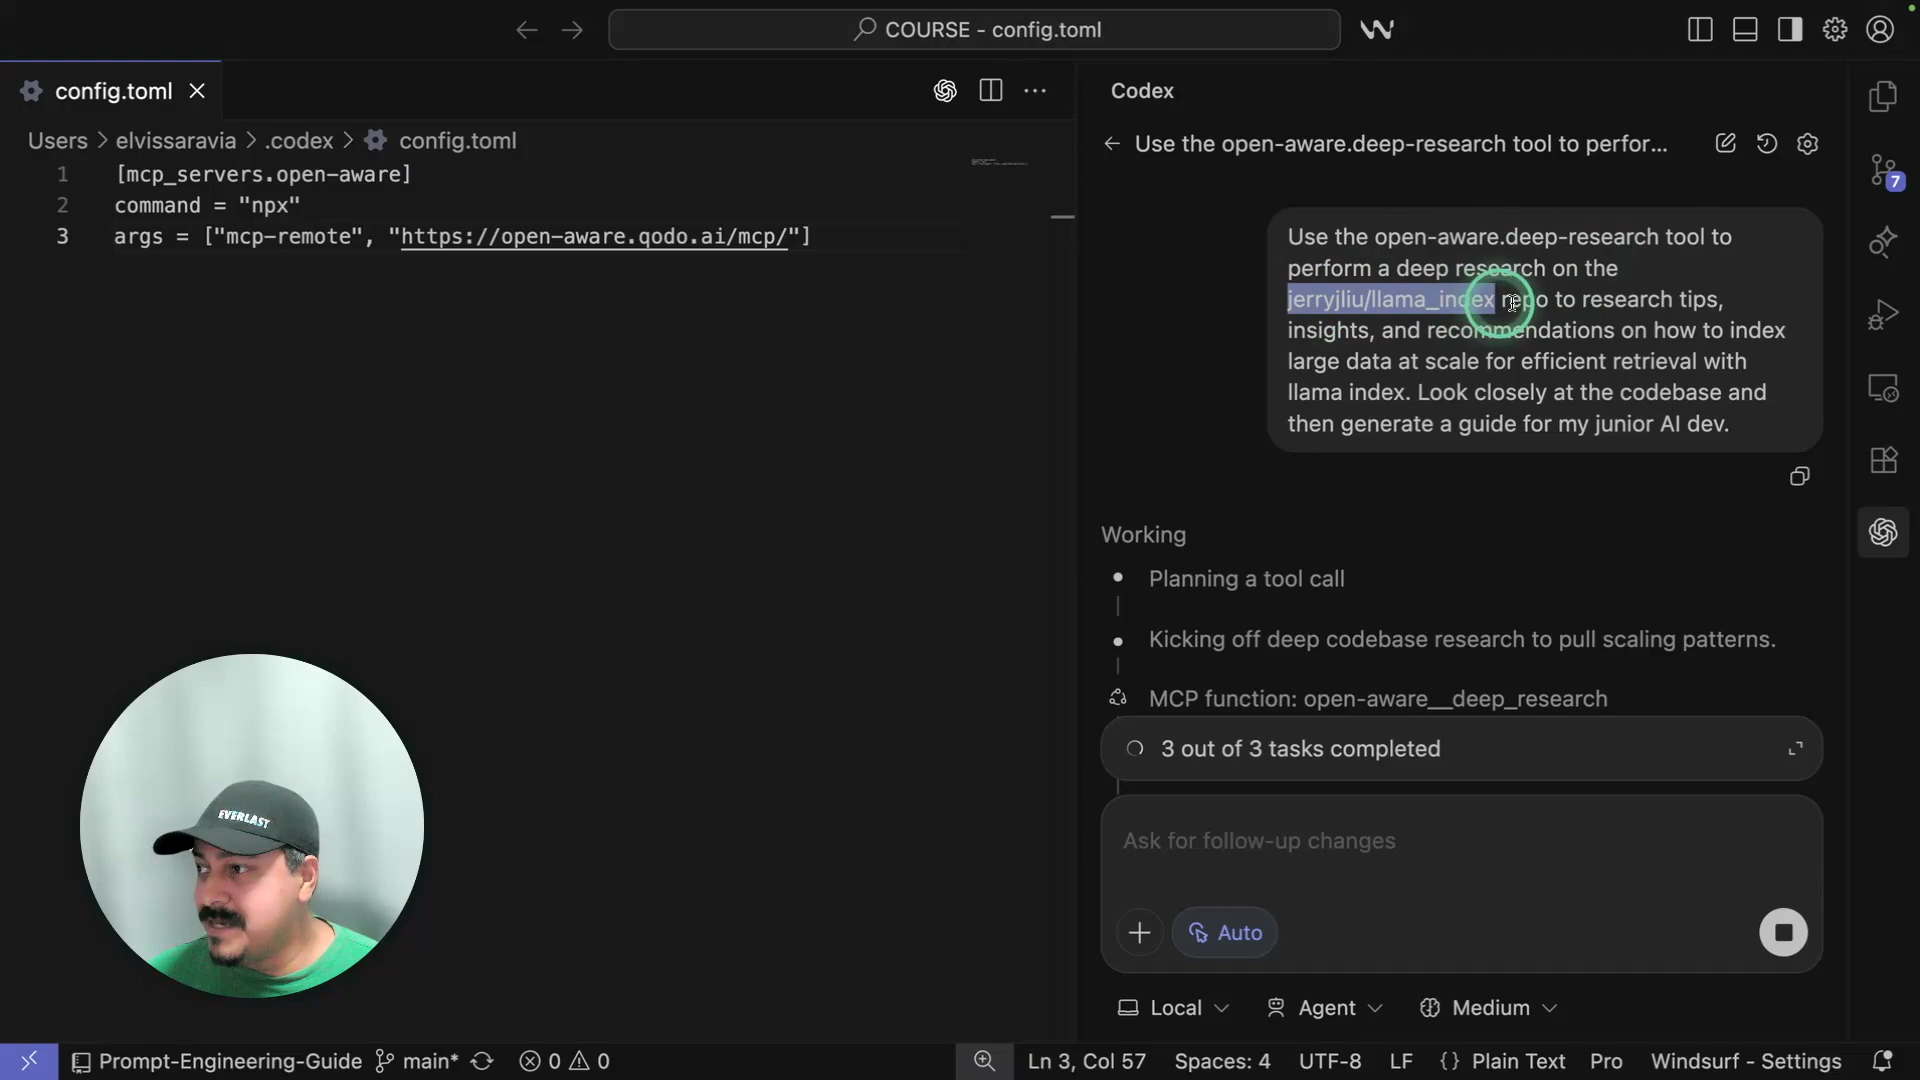 COURSE - config.toml
config.toml
Users > elvissaravia > .codex > config.toml
1 [mcp_servers.open-aware]
2 command = "npx"
3 args = ["mcp-remote", "https://open-aware.qodo.ai/mcp/"]
Codex
Use the open-aware.deep-research tool to perfor...
7
Use the open-aware.deep-research tool to
perform a deep research on the
jerryjliu/llama_index repo to research tips,
insights, and recommendations on how to index
large data at scale for efficient retrieval with
llama index. Look closely at the codebase and
then generate a guide for my junior AI dev.
Working
Planning a tool call
Kicking off deep codebase research to pull scaling patterns.
MCP function: open-aware__deep_research
3 out of 3 tasks completed
Ask for follow-up changes
Auto
Local
Agent
Medium
EVERLAST
Prompt-Engineering-Guide main* 0 0 Ln 3, Col 57 Spaces: 4 UTF-8 LF {} Plain Text Pro Windsurf - Settings